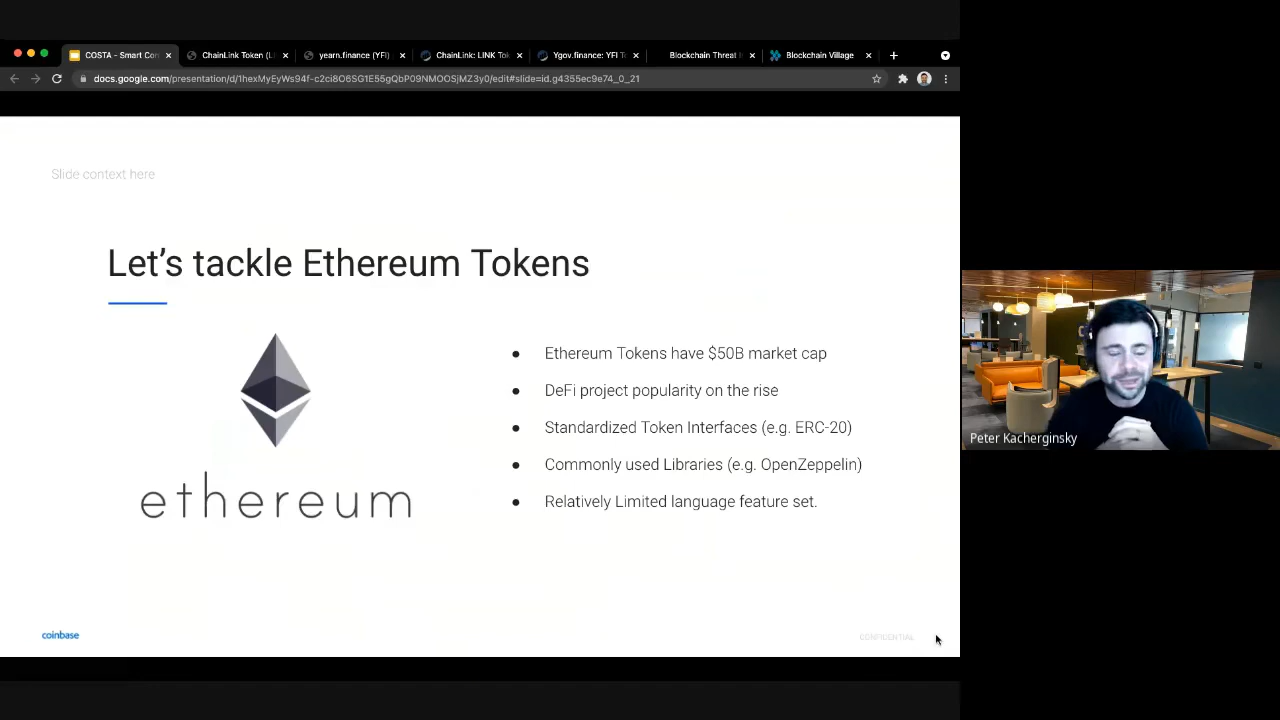 COSTA - Smart Con
ChainLink Token (L
yearn.finance (YFI)
ChainLink: LINK Tok
Ygov.finance: YFI T
Blockchain Threat I
Blockchain Village
docs.google.com/presentation/d/1hexMyEyWs94f-c2ci8O6SG1E55gQbP09NMOOSjMZ3y0/edit#slide=id.g4355ec9e74_0_21
Slide context here
Let's tackle Ethereum Tokens
ethereum
● Ethereum Tokens have $50B market cap
● DeFi project popularity on the rise
● Standardized Token Interfaces (e.g. ERC-20)
● Commonly used Libraries (e.g. OpenZeppelin)
● Relatively Limited language feature set.
Peter Kacherginsky
coinbase
CONFIDENTIAL